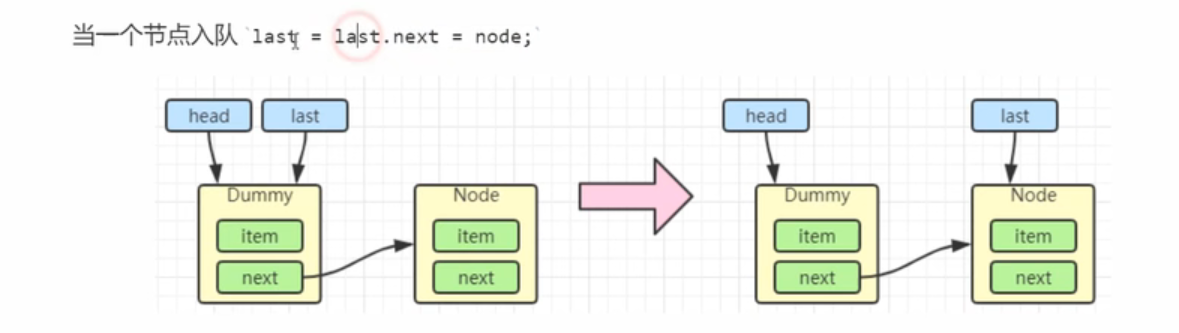 当一个节点入队 `last = last.next = node;`
head last head last
Dummy Node Dummy Node
item item item item
next next next next